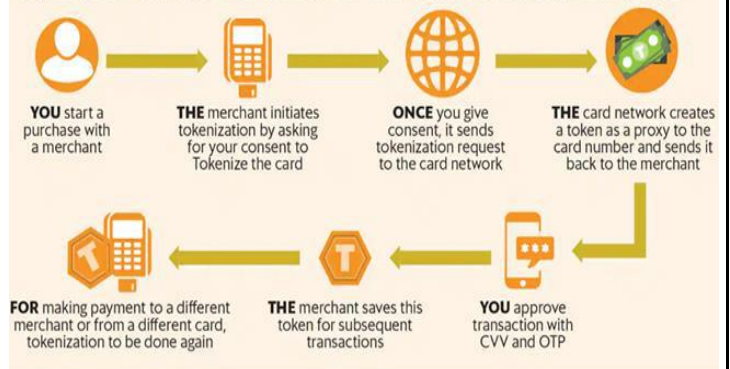 YOU start a
purchase with
a merchant
THE merchant initiates
tokenization by asking
for your consent to
Tokenize the card
ONCE you give
consent, it sends
tokenization request
to the card network
THE card network creates
a token as a proxy to the
card number and sends it
back to the merchant
T
T
T
***
FOR making payment to a different
merchant or from a different card,
tokenization to be done again
THE merchant saves this
token for subsequent
transactions
YOU approve
transaction with
CVV and OTP